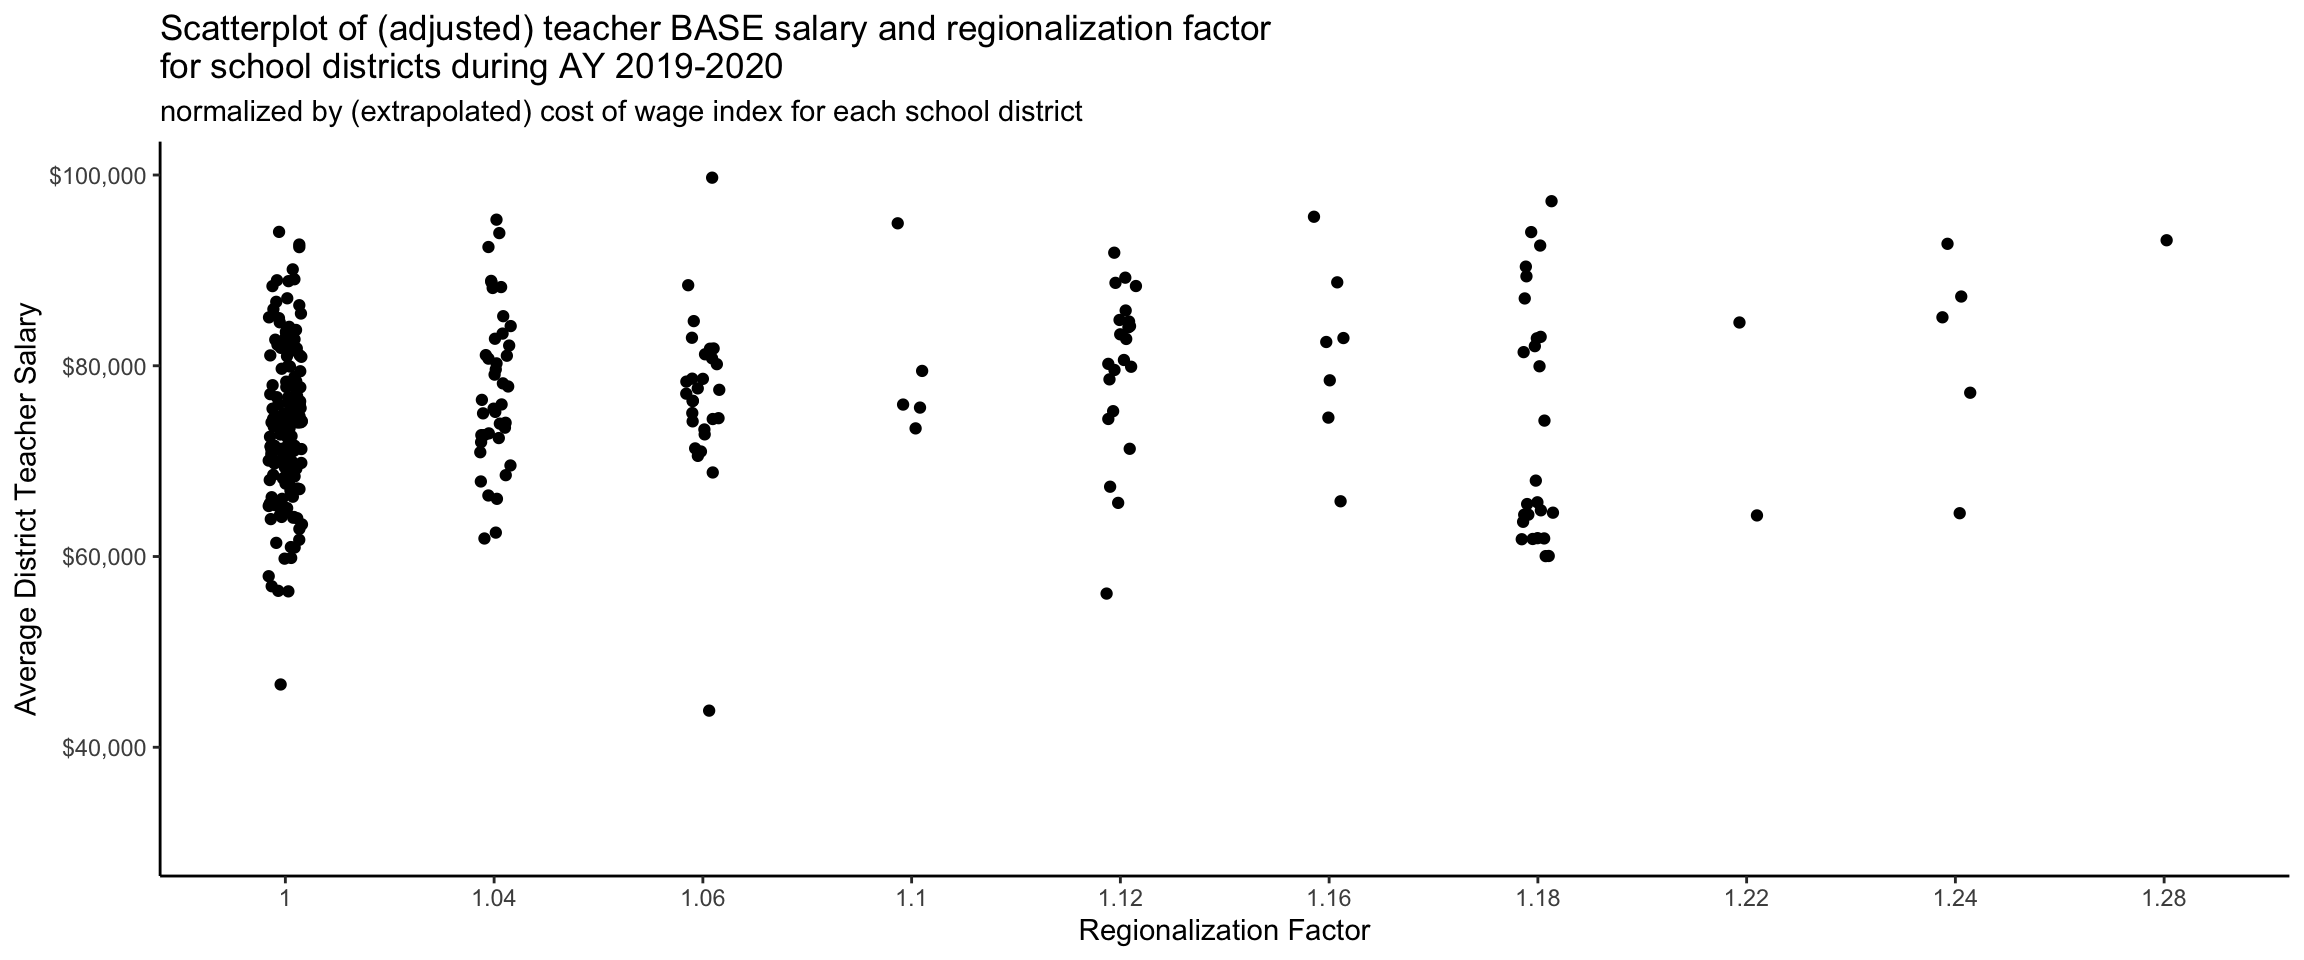 Scatterplot of (adjusted) teacher BASE salary and regionalization factor
for school districts during AY 2019-2020
normalized by (extrapolated) cost of wage index for each school district
Average District Teacher Salary
$100,000
$80,000
$60,000
$40,000
1 1.04 1.06 1.1 1.12 1.16 1.18 1.22 1.24 1.28
Regionalization Factor